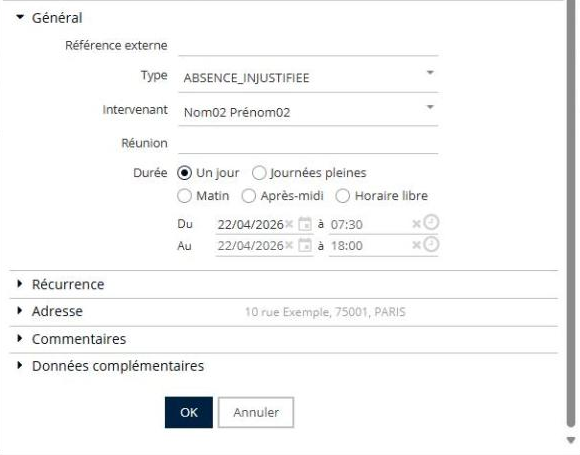 Général
Référence externe
Type ABSENCE_INJUSTIFIEE
Intervenant Nom02 Prénom02
Réunion
Durée Un jour Journées pleines
Matin Après-midi Horaire libre
Du 22/04/2026 à 07:30
Au 22/04/2026 à 18:00
Récurrence
Adresse 10 rue Exemple, 75001, PARIS
Commentaires
Données complémentaires
OK Annuler